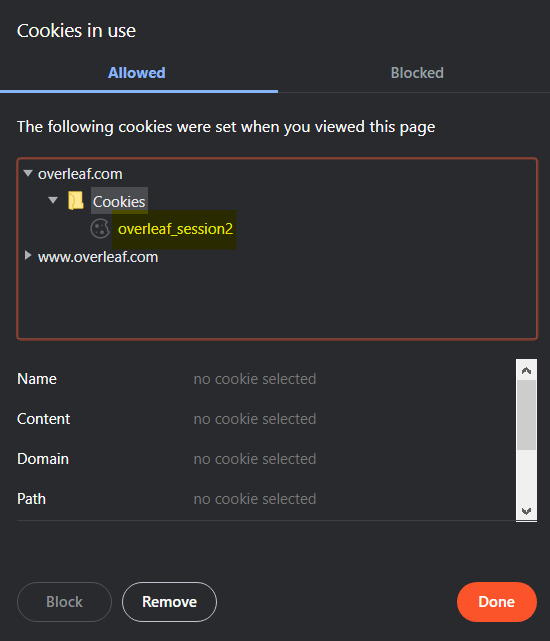 Cookies in use
Allowed Blocked
The following cookies were set when you viewed this page
overleaf.com
Cookies
overleaf_session2
www.overleaf.com
Name no cookie selected
Content no cookie selected
Domain no cookie selected
Path no cookie selected
Block Remove Done